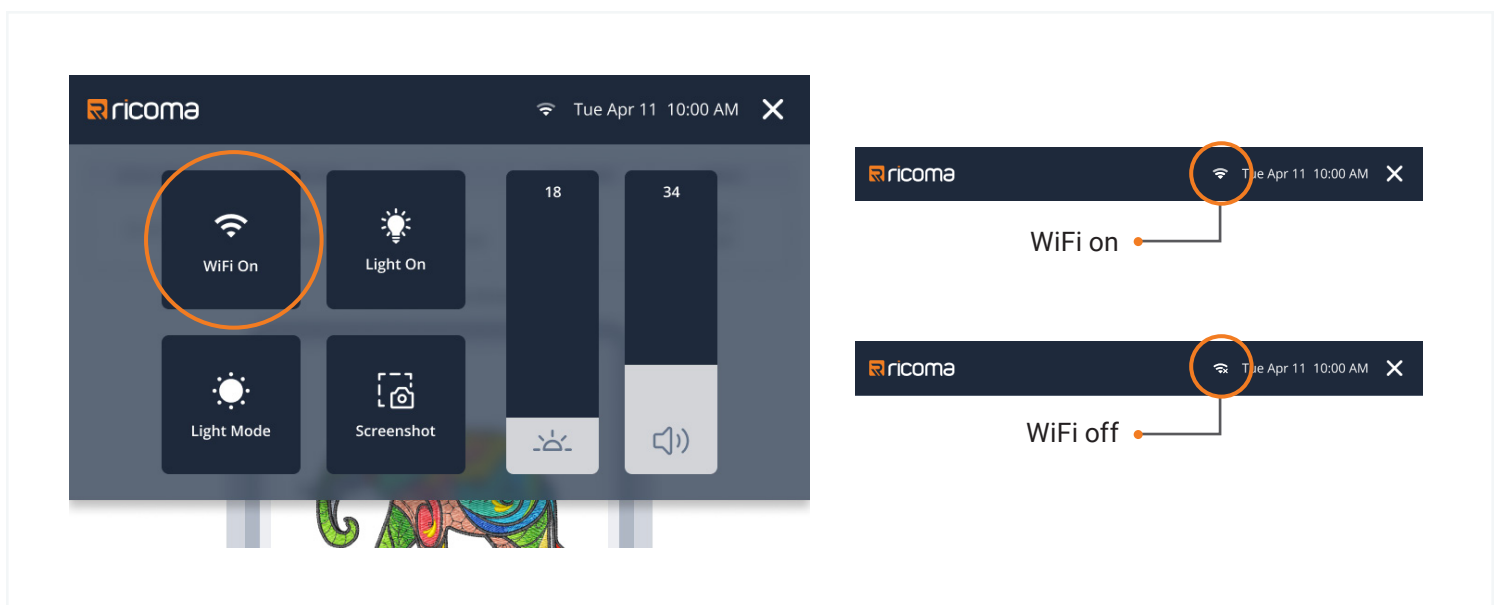 ricoma Tue Apr 11 10:00 AM
WiFi On
Light On
18
34
Light Mode
Screenshot
ricoma Tue Apr 11 10:00 AM
WiFi on
ricoma Tue Apr 11 10:00 AM
WiFi off